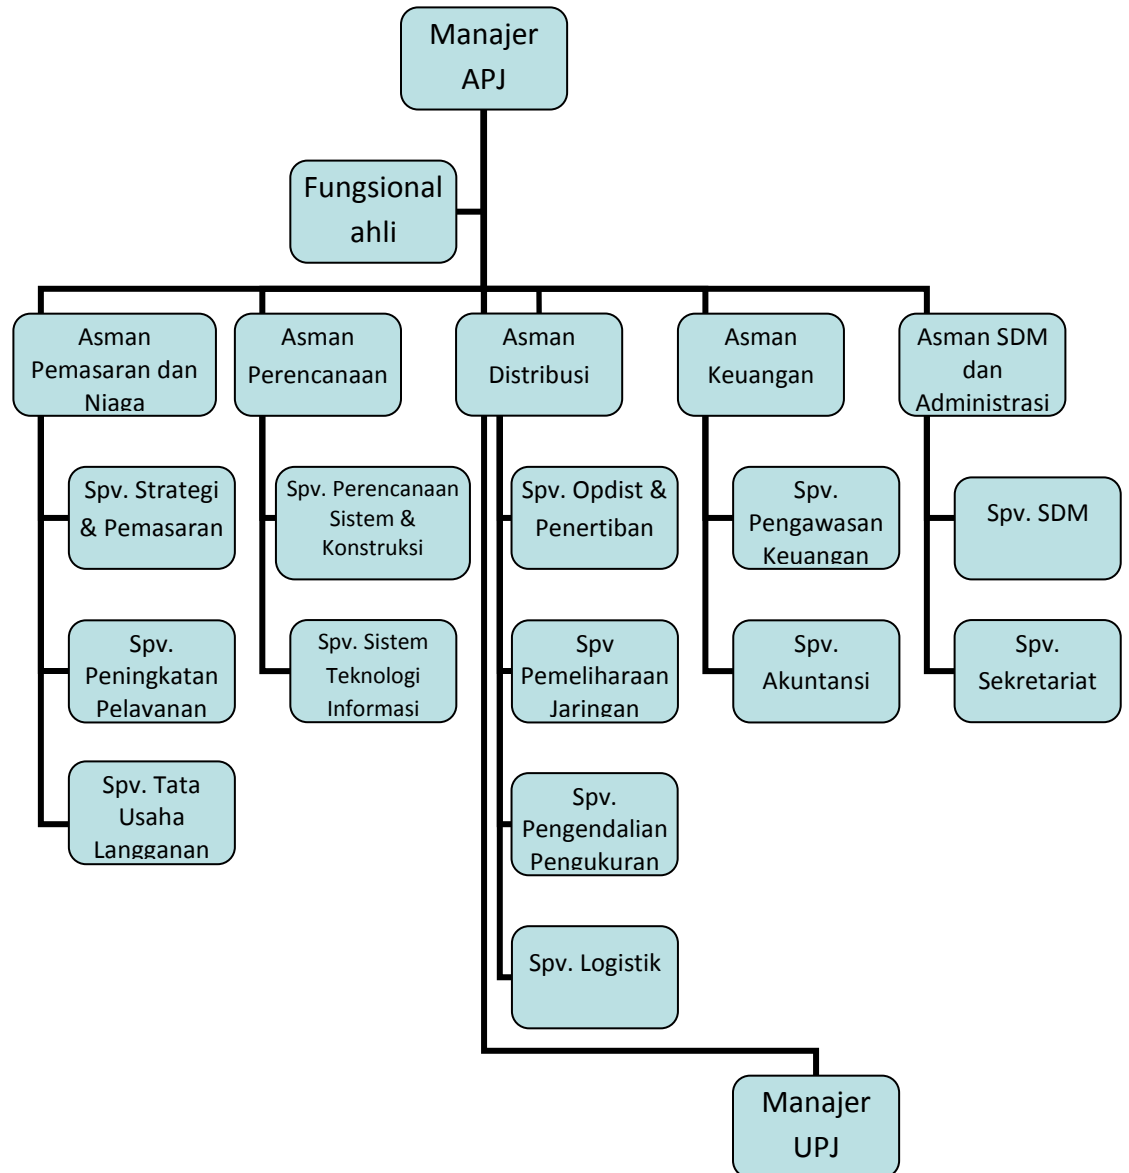 Manajer
APJ
Fungsional
ahli
Asman
Pemasaran dan
Niaga
Asman
Perencanaan
Asman
Distribusi
Asman
Keuangan
Asman SDM
dan
Administrasi
Spv. Strategi
& Pemasaran
Spv. Perencanaan
Sistem &
Konstruksi
Spv. Opdist &
Penertiban
Spv.
Pengawasan
Keuangan
Spv. SDM
Spv.
Peningkatan
Pelayanan
Spv. Sistem
Teknologi
Informasi
Spv
Pemeliharaan
Jaringan
Spv.
Akuntansi
Spv.
Sekretariat
Spv. Tata
Usaha
Langganan
Spv.
Pengendalian
Pengukuran
Spv. Logistik
Manajer
UPJ